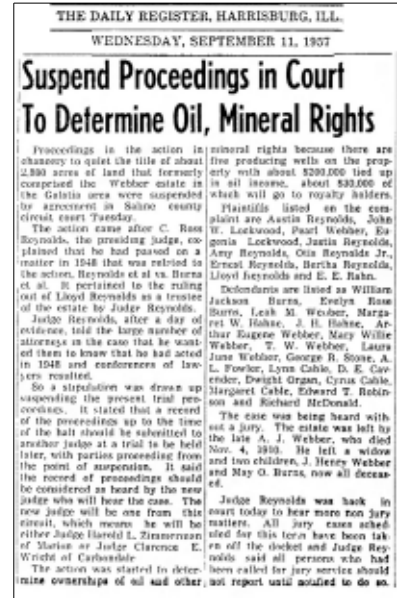 THE DAILY REGISTER, HARRISBURG, ILL.
WEDNESDAY, SEPTEMBER 11, 1957
Suspend Proceedings in Court
To Determine Oil, Mineral Rights
Proceedings in the action in
chancery to quiet the title of about
2,800 acres of land that formerly
comprised the Webber estate in
the Galatia area were suspended
by agreement in Saline county
circuit court Tuesday.
The action came after C. Ross
Reynolds, the presiding judge, ex-
plained that he had passed on a
matter in 1948 that was related to
the action, Reynolds et al vs. Burns
et al. It pertained to the ruling
out of Lloyd Reynolds as a trustee
of the estate by Judge Reynolds.
Judge Reynolds, after a day of
evidence, told the large number of
attorneys in the case that he want-
ed them to know that he had acted
in 1948 and conferences of law-
yers resulted.
So a stipulation was drawn up
suspending the present trial pro-
ceedings. It stated that a record
of the proceedings up to the time
of the halt should be submitted to
another judge at a trial to be held
later, with parties proceeding from
the point of suspension. It said
the record of proceedings should
be considered as heard by the new
judge who will hear the case. The
new judge will be one from this
circuit, which means he will be
either Judge Harold L. Zimmerman
of Marion or Judge Clarence E.
Wright of Carbondale
The action was started to deter-
mine ownerships of oil and other
mineral rights because there are
five producing wells on the prop-
erty with about $200,000 tied up
in oil income, about $30,000 of
which will go to royalty holders.
Plaintiffs listed on the com-
plaint are Austin Reynolds, John
W. Lockwood, Pearl Webber, Eu-
genia Lockwood, Justin Reynolds,
Amy Reynolds, Otis Reynolds Jr.,
Ernest Reynolds, Bertha Reynolds,
Lloyd Reynolds and E. E. Rahn.
Defendants are listed as William
Jackson Burns, Evelyn Rose
Burns, Leah M. Webber, Marga-
ret W. Hahne, J. H. Hahne, Ar-
thur Eugene Webber, Mary Willie
Webber, T. W. Webber, Laura
June Webber, George R. Stone, A.
L. Fowler, Lynn Cable, D. E. Cav-
ender, Dwight Organ, Cyrus Cable,
Margaret Cable, Edward T. Robin-
son and Richard McDonald.
The case was being heard with-
out a jury. The estate was left by
the late A. J. Webber, who died
Nov. 4, 1910. He left a widow
and two children, J. Henry Webber
and May O. Burns, now all deceas-
ed.
Judge Reynolds was back in
court today to hear more non jury
matters. All jury cases sched-
uled for this term have been tak-
en off the docket and Judge Rey-
nolds said all persons who had
been called for jury service should
not report until notified to do so.